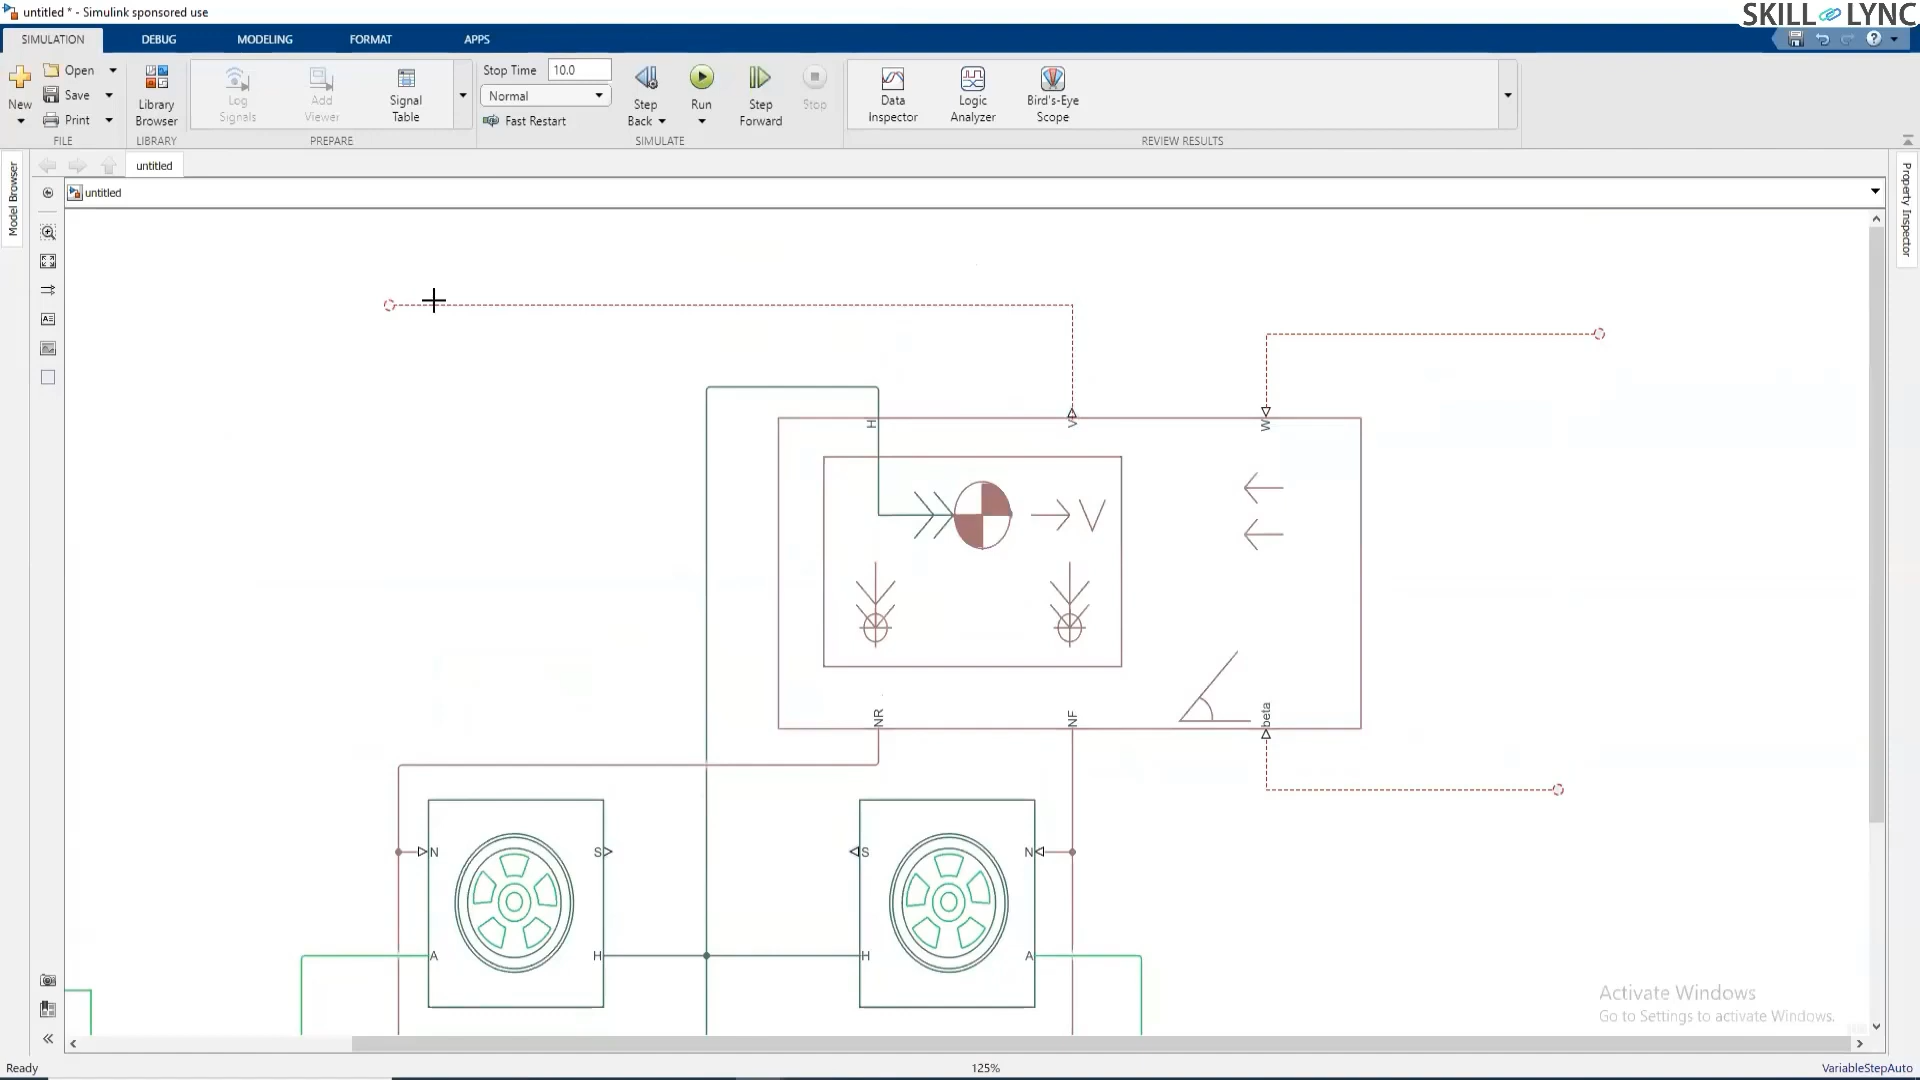 untitled * - Simulink sponsored use
SKILL LYNC
SIMULATION DEBUG MODELING FORMAT APPS
New
Open
Save
Print
FILE
Library
Browser
LIBRARY
Log
Signals
Add
Viewer
Signal
Table
PREPARE
Stop Time 10.0
Normal
Fast Restart
Step
Back
Run
Step
Forward
Stop
SIMULATE
Data
Inspector
Logic
Analyzer
Bird's-Eye
Scope
REVIEW RESULTS
Model Browser
untitled
untitled
Property Inspector
H V W
V
NR NF beta
N S S N
A H H A
Activate Windows
Go to Settings to activate Windows.
Ready 125% VariableStepAuto